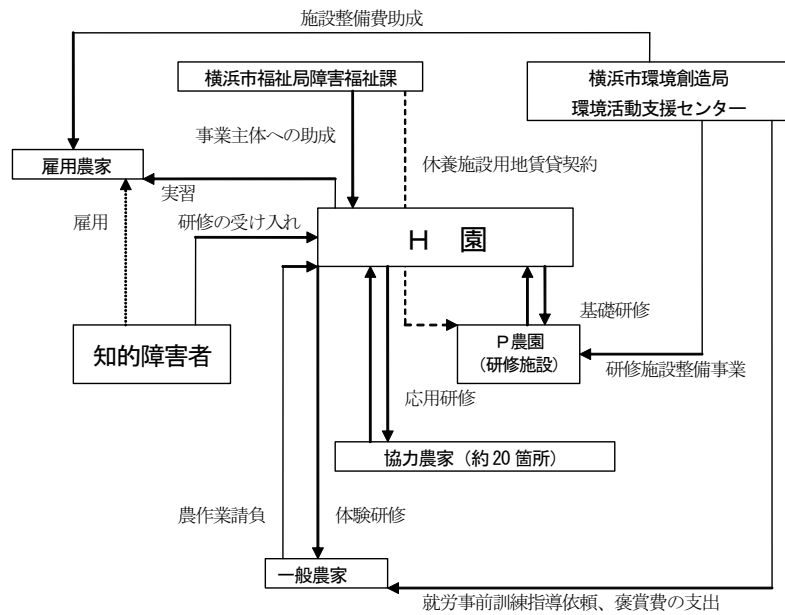 施設整備費助成
横浜市福祉局障害福祉課
横浜市環境創造局
環境活動支援センター
事業主体への助成
雇用農家
休養施設用地賃貸契約
実習
雇用
研修の受け入れ
H 園
基礎研修
P農園
(研修施設)
知的障害者
研修施設整備事業
応用研修
協力農家(約20箇所)
農作業請負
体験研修
一般農家
就労事前訓練指導依頼、褒賞費の支出